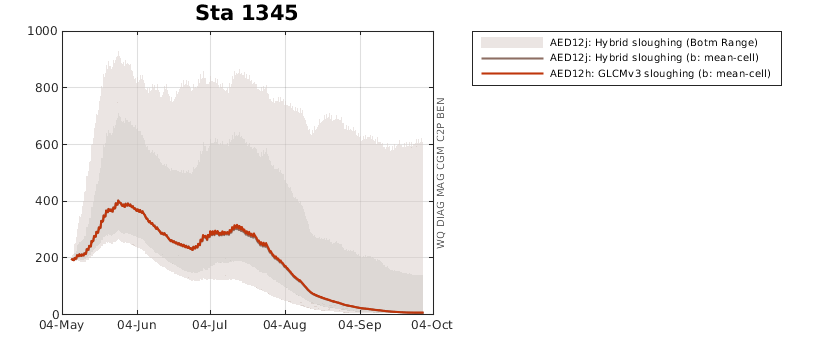 Sta 1345
1000
800
600
400
200
0
04-May
04-Jun
04-Jul
04-Aug
04-Sep
04-Oct
WQ DIAG MAG CGM C2P BEN
AED12j: Hybrid sloughing (Botm Range)
AED12j: Hybrid sloughing (b: mean-cell)
AED12h: GLCMv3 sloughing (b: mean-cell)